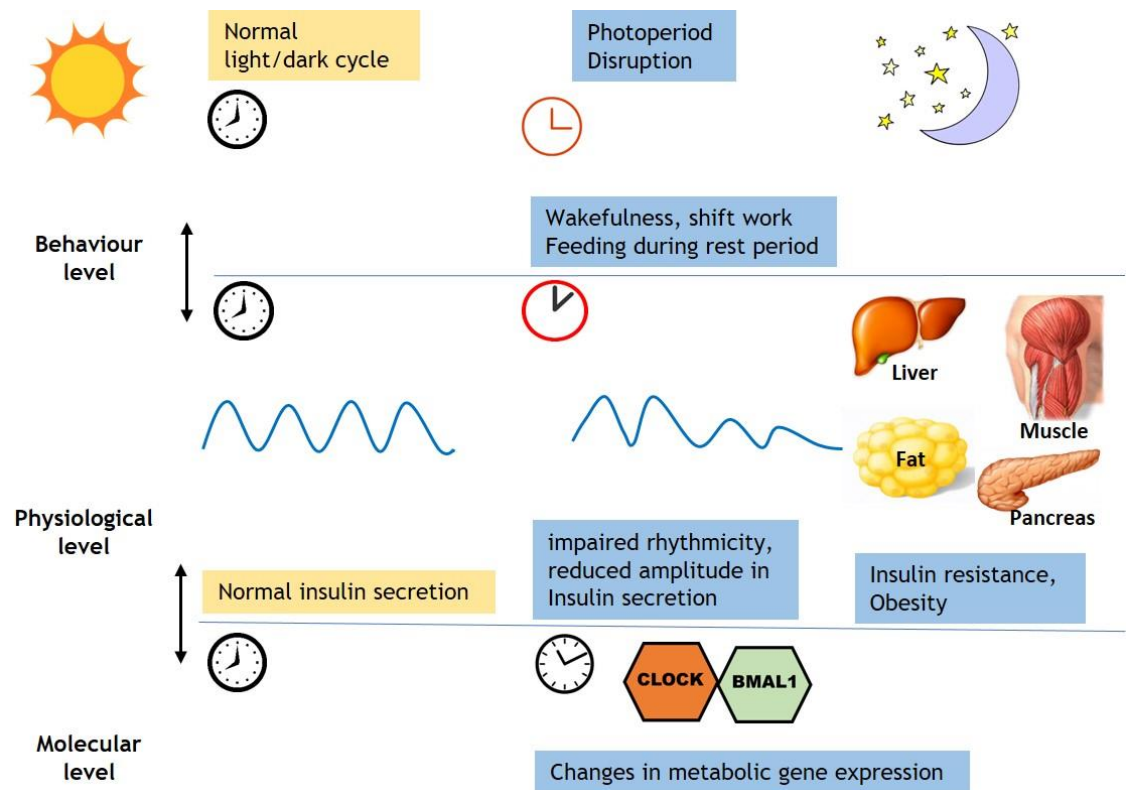 Normal
light/dark cycle
Photoperiod
Disruption
Wakefulness, shift work
Feeding during rest period
Behaviour
level
Liver
Muscle
Fat
Pancreas
Physiological
level
impaired rhythmicity,
reduced amplitude in
Insulin secretion
Normal insulin secretion
Insulin resistance,
Obesity
CLOCK
BMAL1
Molecular
level
Changes in metabolic gene expression